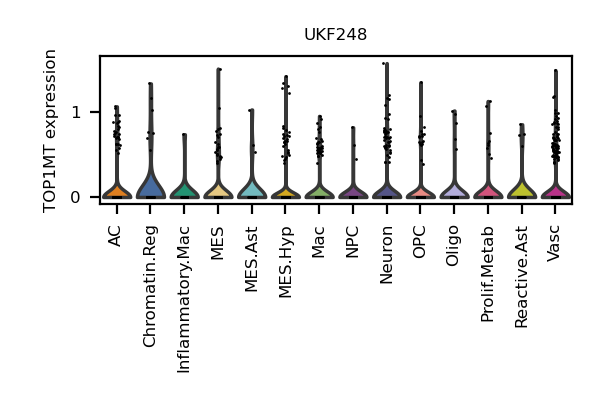 UKF248
TOP1MT expression
1
0
AC
Chromatin.Reg
Inflammatory.Mac
MES
MES.Ast
MES.Hyp
Mac
NPC
Neuron
OPC
Oligo
Prolif.Metab
Reactive.Ast
Vasc